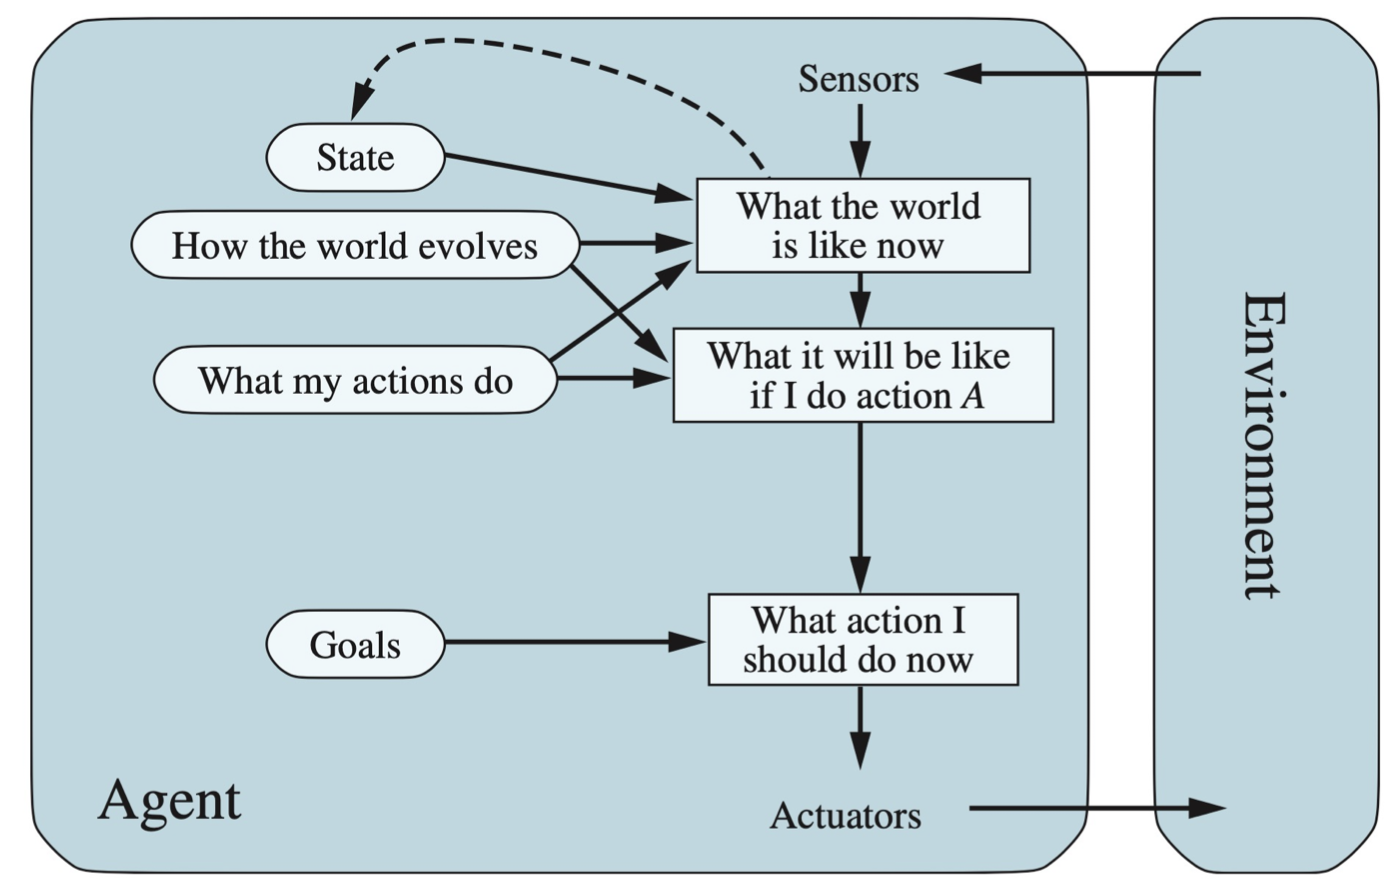 Sensors
State
What the world
is like now
How the world evolves
What it will be like
if I do action A
What my actions do
Environment
What action I
should do now
Goals
Agent
Actuators